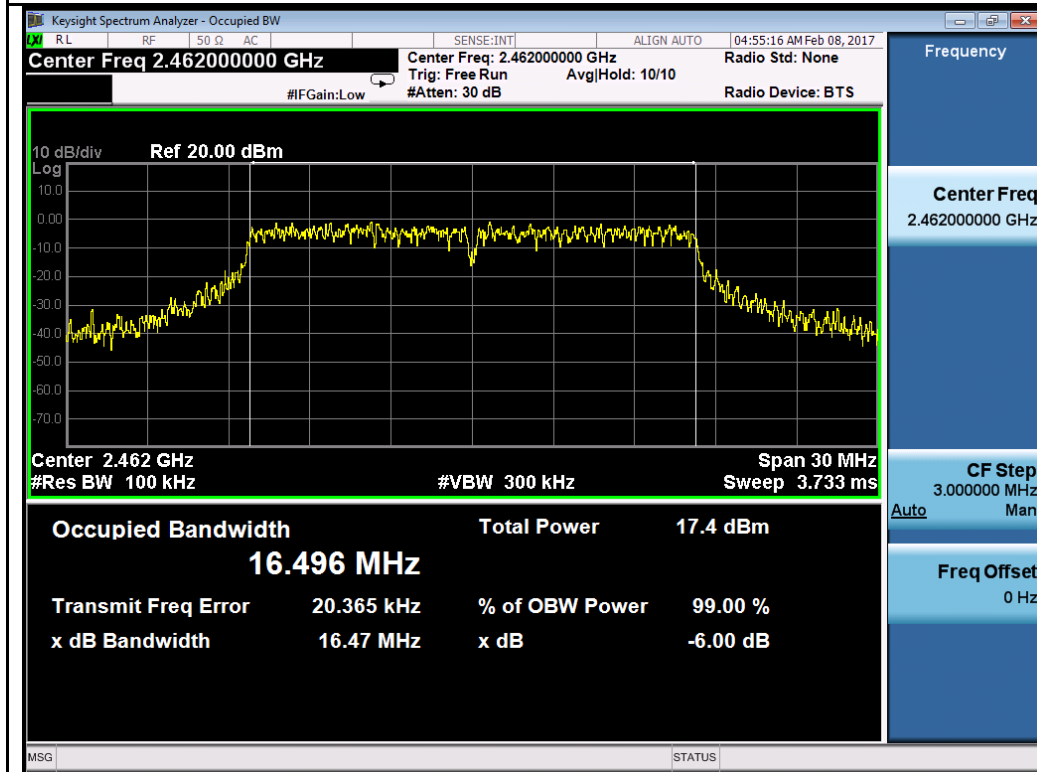 Keysight Spectrum Analyzer - Occupied BW
LXI RL RF 50 Ω AC SENSE:INT ALIGN AUTO 04:55:16 AM Feb 08, 2017
Center Freq 2.462000000 GHz
Center Freq: 2.462000000 GHz Radio Std: None
Trig: Free Run Avg|Hold: 10/10
#IFGain:Low #Atten: 30 dB Radio Device: BTS
10 dB/div Ref 20.00 dBm
Log
10.0
0.00
-10.0
-20.0
-30.0
-40.0
-50.0
-60.0
-70.0
Center 2.462 GHz Span 30 MHz
#Res BW 100 kHz #VBW 300 kHz Sweep 3.733 ms
Occupied Bandwidth Total Power 17.4 dBm
16.496 MHz
Transmit Freq Error 20.365 kHz % of OBW Power 99.00 %
x dB Bandwidth 16.47 MHz x dB -6.00 dB
MSG STATUS
Frequency
Center Freq
2.462000000 GHz
CF Step
3.000000 MHz
Auto Man
Freq Offset
0 Hz